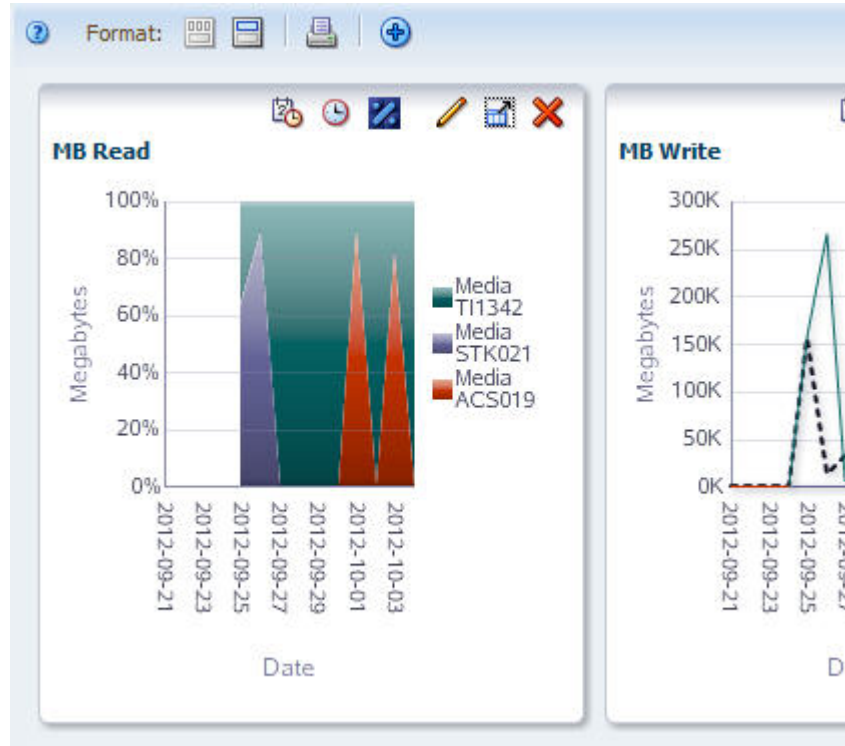 Format:
MB Read
100%
80%
60%
40%
20%
0%
Megabytes
Media
TI1342
Media
STK021
Media
ACS019
2012-09-21
2012-09-23
2012-09-25
2012-09-27
2012-09-29
2012-10-01
2012-10-03
Date
MB Write
300K
250K
200K
150K
100K
50K
0K
Megabytes
2012-09-21
2012-09-23
2012-09-25